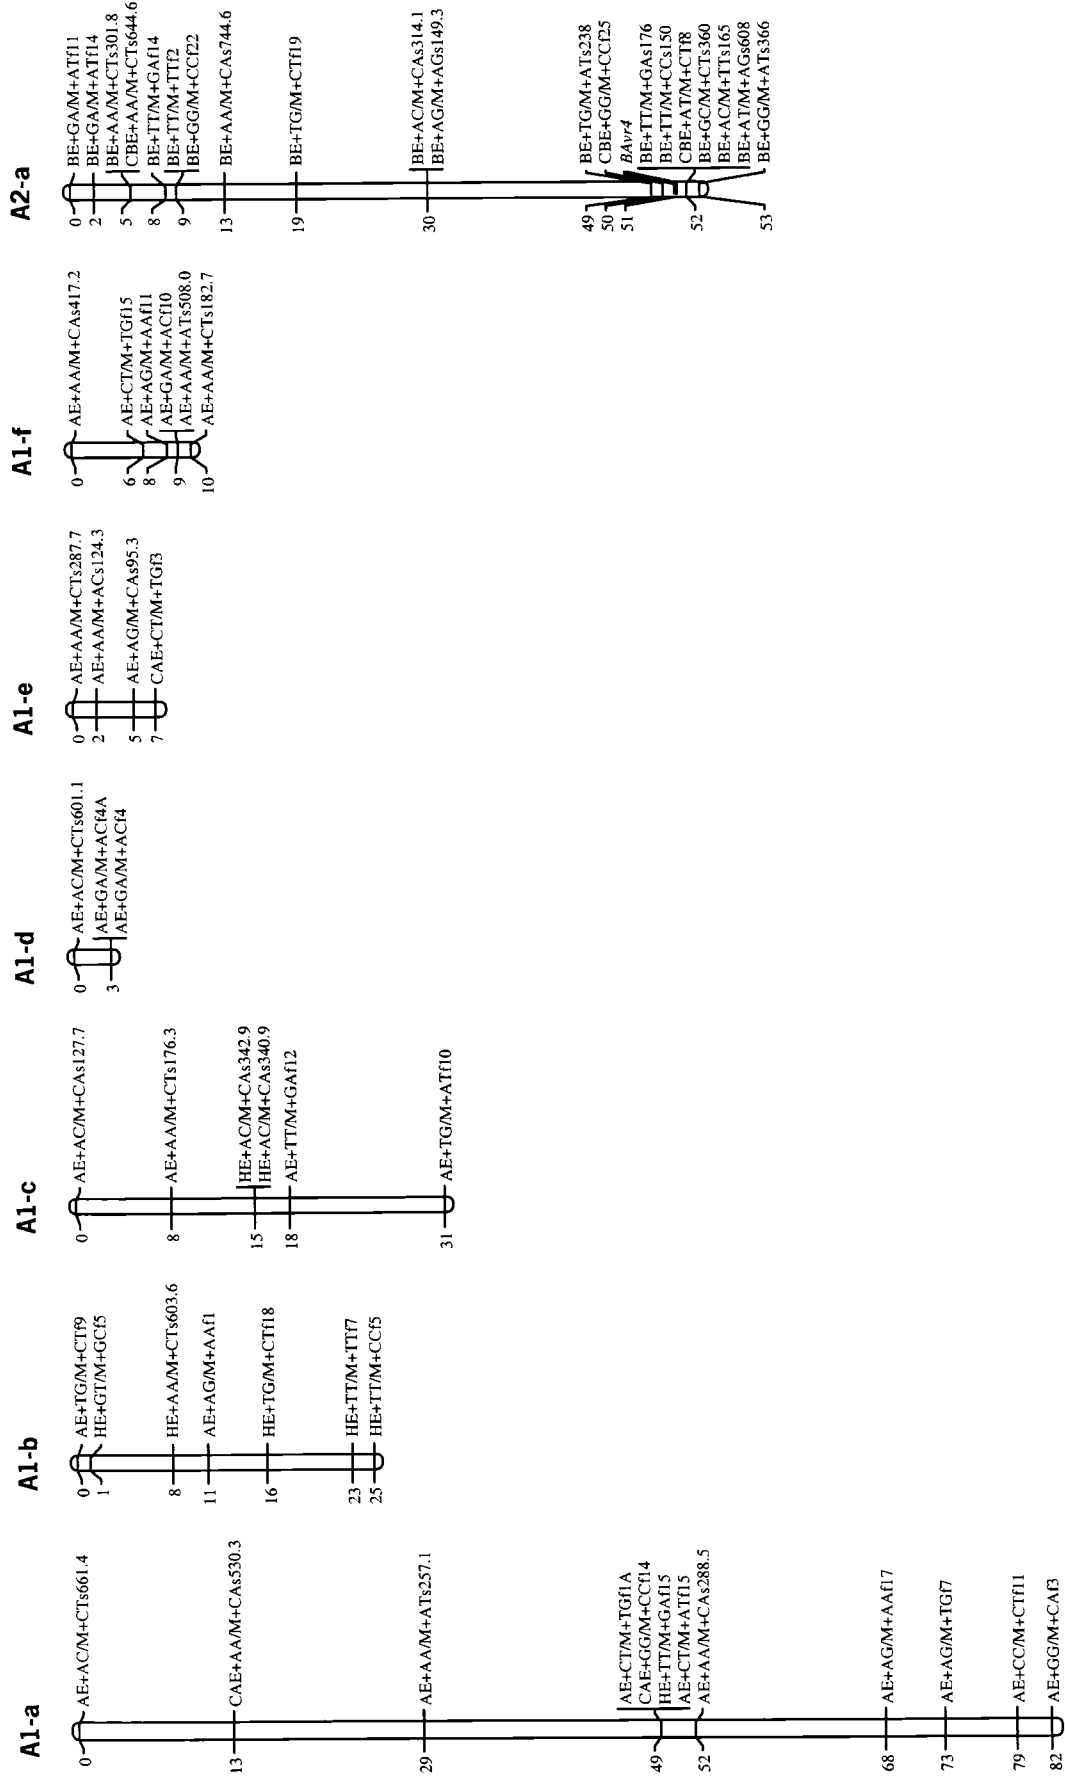 A1-a
0 AE+AC/M+CTs661.4
13 CAE+AA/M+CAs530.3
29 AE+AA/M+ATs257.1
AE+CT/M+TGf1A
CAE+GG/M+CCf14
49 HE+TT/M+GAf15
AE+CT/M+ATf15
52 AE+AA/M+CAs288.5
68 AE+AG/M+AAf17
73 AE+AG/M+TGf7
79 AE+CC/M+CTf11
82 AE+GG/M+CAf3
A1-b
0 AE+TG/M+CTf9
1 HE+GT/M+GCf5
8 HE+AA/M+CTs603.6
11 AE+AG/M+AAf1
16 HE+TG/M+CTf18
23 HE+TT/M+TTf7
25 HE+TT/M+CCf5
A1-c
0 AE+AC/M+CAs127.7
8 AE+AA/M+CTs176.3
HE+AC/M+CAs342.9
15 HE+AC/M+CAs340.9
18 AE+TT/M+GAf12
31 AE+TG/M+ATf10
A1-d
0 AE+AC/M+CTs601.1
AE+GA/M+ACf4A
3 AE+GA/M+ACf4
A1-e
0 AE+AA/M+CTs287.7
2 AE+AA/M+ACs124.3
5 AE+AG/M+CAs95.3
7 CAE+CT/M+TGf3
A1-f
0 AE+AA/M+CAs417.2
6 AE+CT/M+TGf15
8 AE+AG/M+AAf11
AE+GA/M+ACf10
9 AE+AA/M+ATs508.0
10 AE+AA/M+CTs182.7
A2-a
0 BE+GA/M+ATf11
2 BE+GA/M+ATf14
BE+AA/M+CTs301.8
5 CBE+AA/M+CTs644.6
8 BE+TT/M+GAf14
BE+TT/M+TTf2
9 BE+GG/M+CCf22
13 BE+AA/M+CAs744.6
19 BE+TG/M+CTf19
BE+AC/M+CAs314.1
30 BE+AG/M+AGs149.3
49 BE+TG/M+ATs238
50 CBE+GG/M+CCf25
51 BAvr4
BE+TT/M+GAs176
BE+TT/M+CCs150
CBE+AT/M+CTf8
52 BE+GC/M+CTs360
BE+AC/M+TTs165
BE+AT/M+AGs608
53 BE+GG/M+ATs366